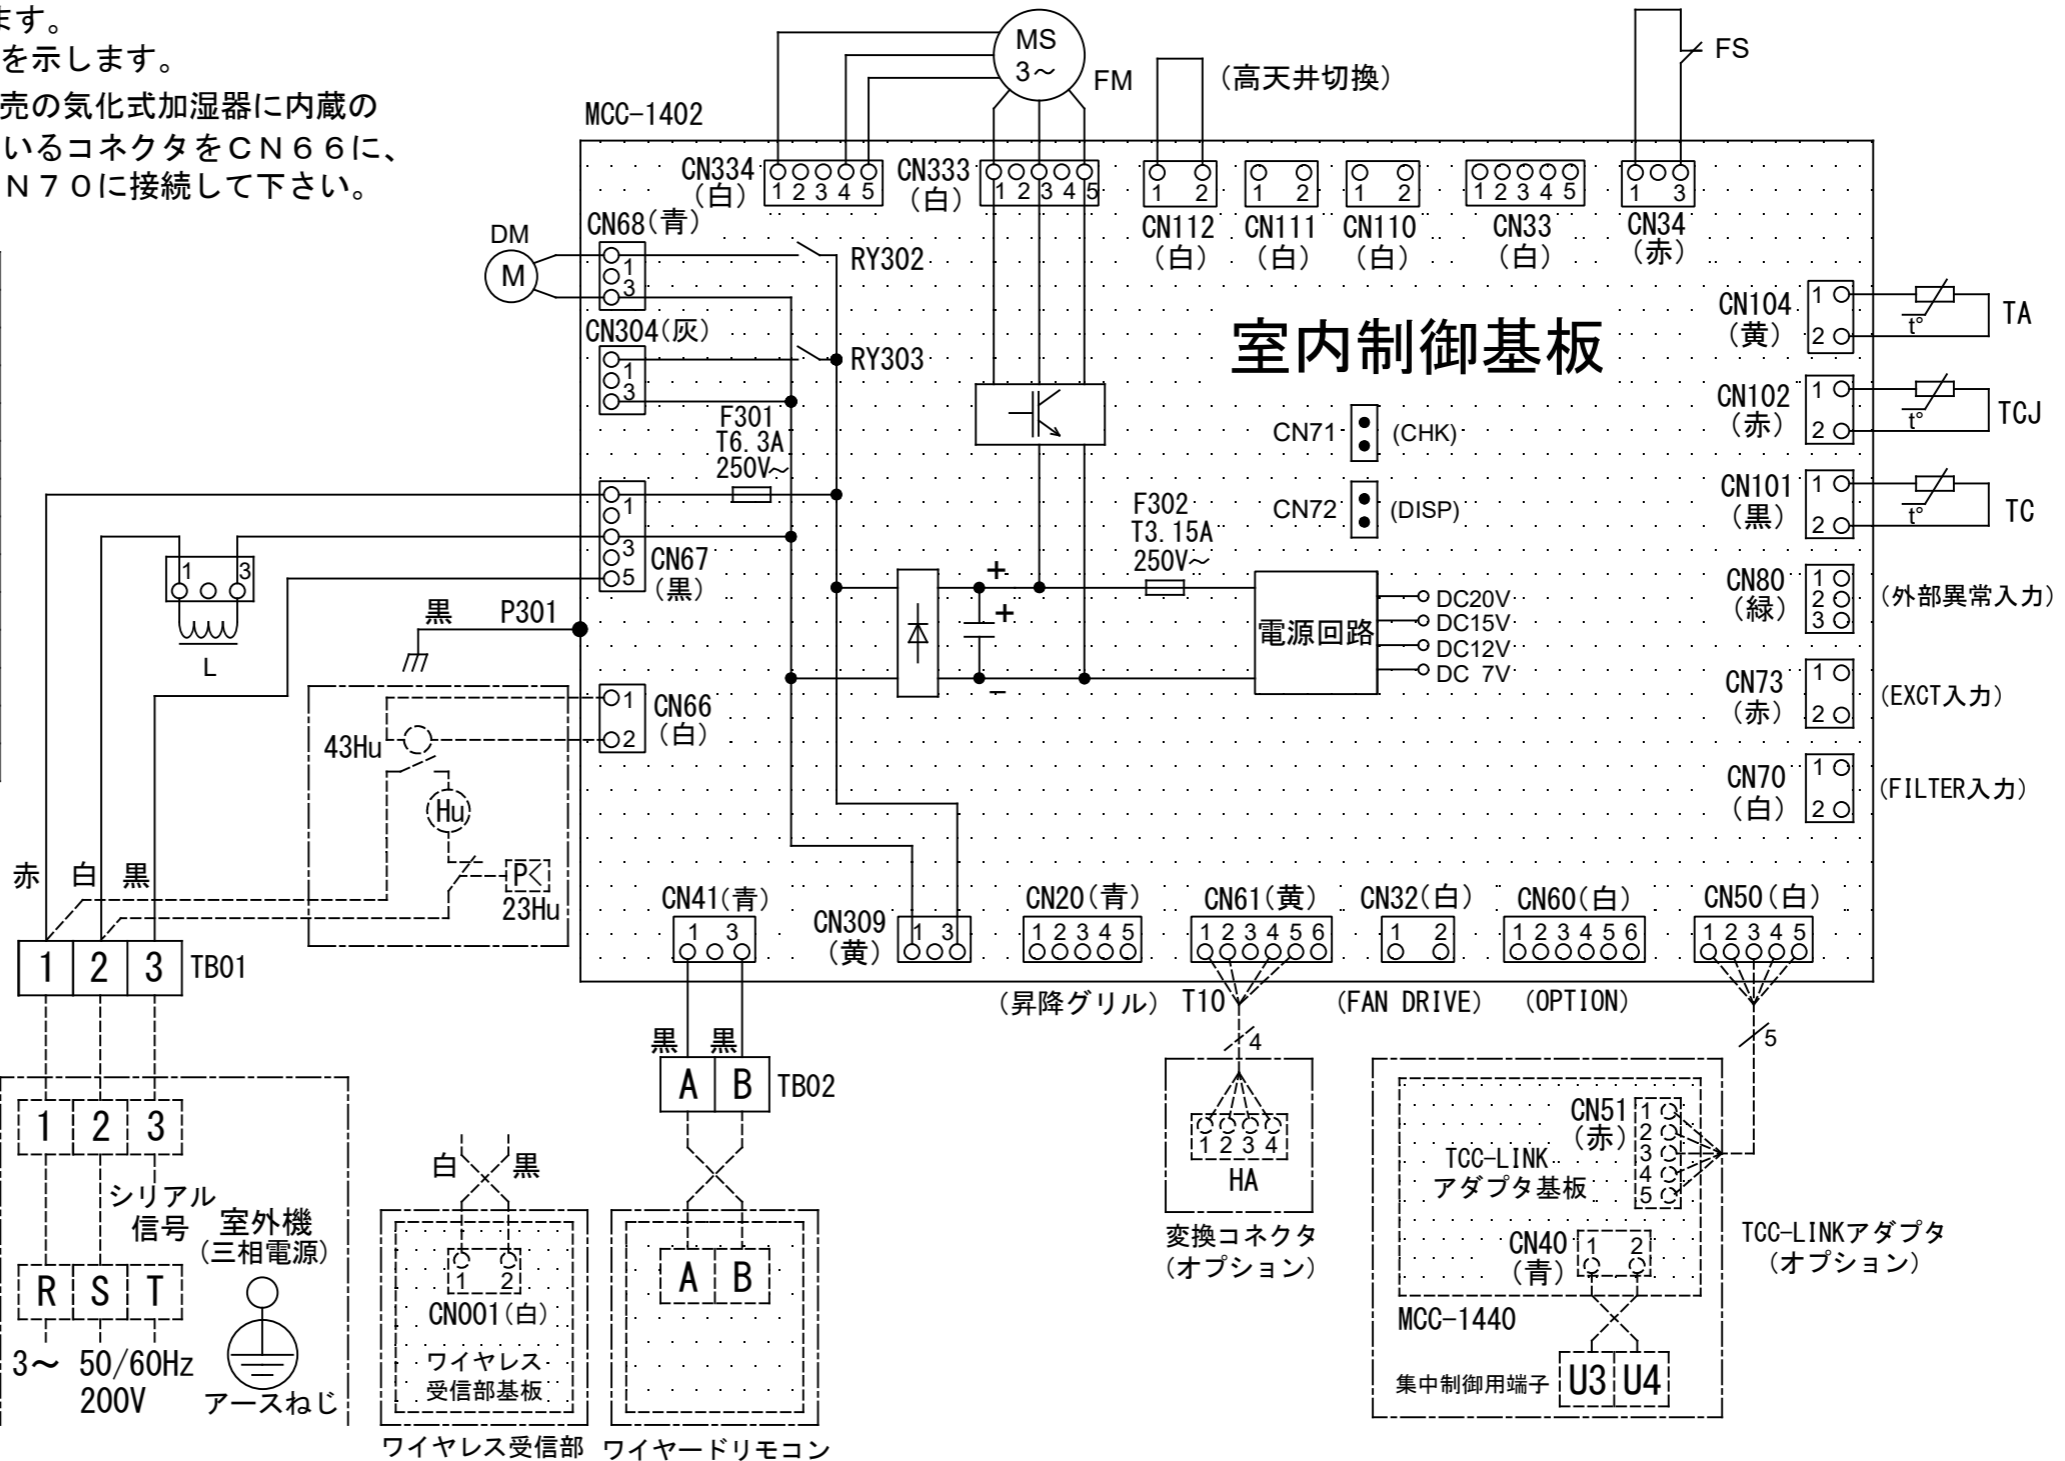 ます。
を示します。
売の気化式加湿器に内蔵の
いるコネクタをCN66に、
N70に接続して下さい。
MS
3～
FM
(高天井切換)
FS
MCC-1402
CN334
(白)
1 2 3 4 5
CN333
(白)
1 2 3 4 5
1 2
CN112
(白)
1 2
CN111
(白)
1 2
CN110
(白)
1 2 3 4 5
CN33
(白)
1 3
CN34
(赤)
DM
M
CN68(青)
1
3
RY302
CN304(灰)
1
3
RY303
室内制御基板
CN104
(黄)
1
2
t°
TA
CN102
(赤)
1
2
t°
TCJ
CN101
(黒)
1
2
t°
TC
F301
T6.3A
250V～
CN71
(CHK)
CN72
(DISP)
F302
T3.15A
250V～
1
3
5
CN67
(黒)
1 3
L
黒
P301
+
+
−
電源回路
DC20V
DC15V
DC12V
DC 7V
CN80
(緑)
1
2
3
(外部異常入力)
CN73
(赤)
1
2
(EXCT入力)
CN70
(白)
1
2
(FILTER入力)
1
2
CN66
(白)
43Hu
Hu
P<
23Hu
赤 白 黒
1 2 3
TB01
CN41(青)
1 3
CN309
(黄)
1 3
CN20(青)
1 2 3 4 5
CN61(黄)
1 2 3 4 5 6
CN32(白)
1 2
CN60(白)
1 2 3 4 5 6
CN50(白)
1 2 3 4 5
(昇降グリル)
T10
(FAN DRIVE)
(OPTION)
4
5
黒 黒
A B
TB02
1 2 3
シリアル
信号
室外機
(三相電源)
R S T
3～ 50/60Hz
200V
アースねじ
白 黒
1 2
CN001(白)
ワイヤレス
受信部基板
ワイヤレス受信部
A B
ワイヤードリモコン
1 2 3 4
HA
変換コネクタ
(オプション)
CN51
(赤)
1
2
3
4
5
TCC-LINK
アダプタ基板
CN40
(青)
1 2
MCC-1440
集中制御用端子
U3 U4
TCC-LINKアダプタ
(オプション)